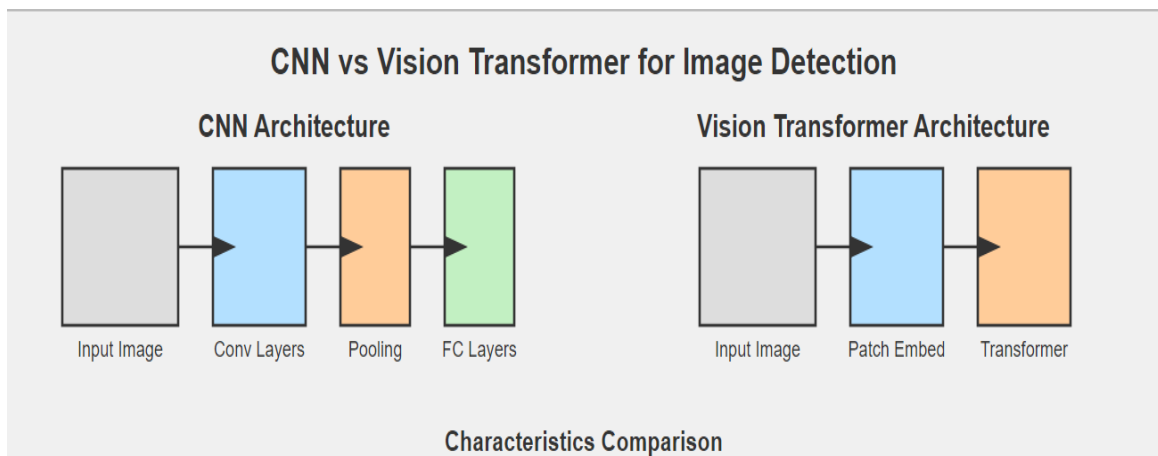 CNN vs Vision Transformer for Image Detection
CNN Architecture
Input Image
Conv Layers
Pooling
FC Layers
Vision Transformer Architecture
Input Image
Patch Embed
Transformer
Characteristics Comparison